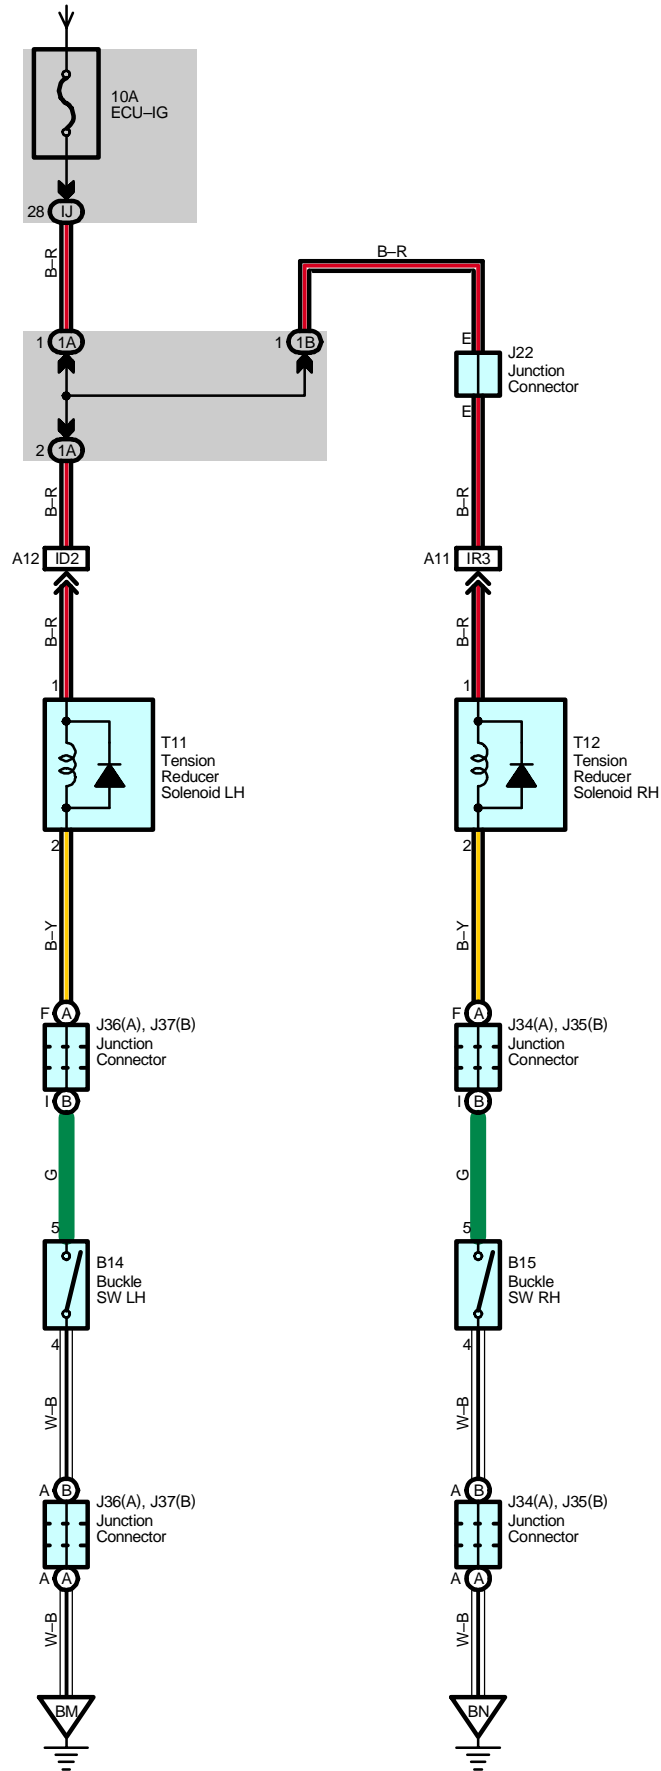 10A
ECU–IG
28 IJ
B–R
B–R
1 1A
1 1B
E
J22
Junction
Connector
E
2 1A
B–R
B–R
A12 ID2
A11 IR3
B–R
B–R
1
1
T11
Tension
Reducer
Solenoid LH
T12
Tension
Reducer
Solenoid RH
2
2
B–Y
B–Y
F A
F A
J36(A), J37(B)
Junction
Connector
J34(A), J35(B)
Junction
Connector
I B
I B
G
G
5
5
B14
Buckle
SW LH
B15
Buckle
SW RH
4
4
W–B
W–B
A B
A B
J36(A), J37(B)
Junction
Connector
J34(A), J35(B)
Junction
Connector
A A
A A
W–B
W–B
BM
BN